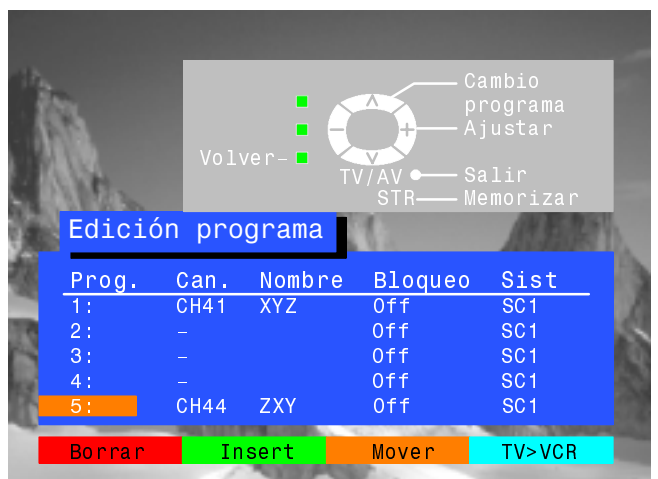 Cambio
programa
Ajustar
Volver
TV/AV Salir
STR Memorizar
Edición programa
Prog. Can. Nombre Bloqueo Sist
1: CH41 XYZ Off SC1
2: – Off SC1
3: – Off SC1
4: – Off SC1
5: CH44 ZXY Off SC1
Borrar Insert Mover TV>VCR